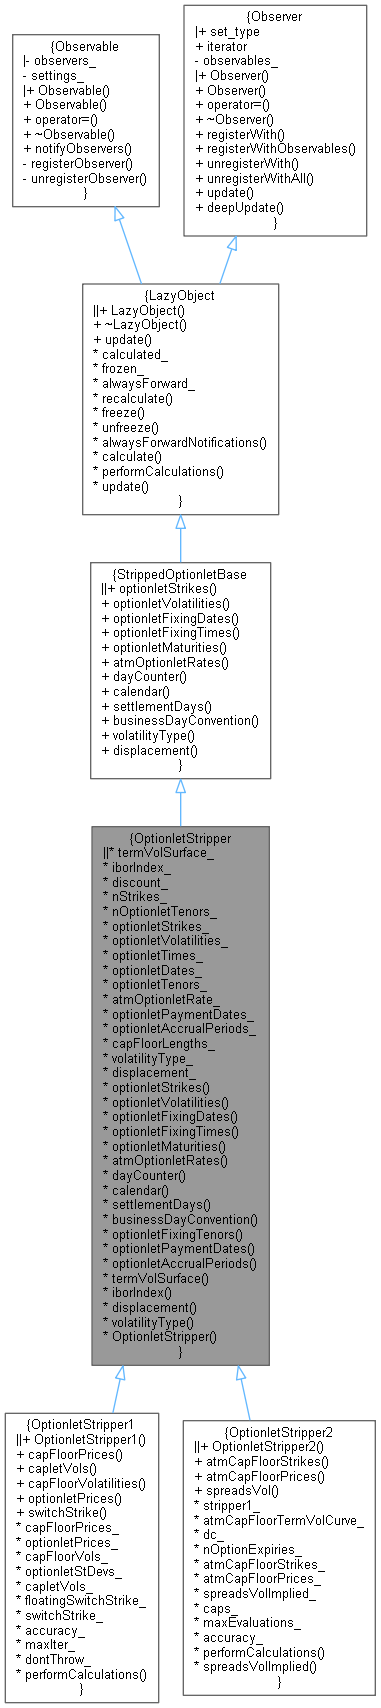 {Observable
|- observers_
- settings_
|+ Observable()
+ Observable()
+ operator=()
+ ~Observable()
+ notifyObservers()
- registerObserver()
- unregisterObserver()
}
{Observer
|+ set_type
+ iterator
- observables_
|+ Observer()
+ Observer()
+ operator=()
+ ~Observer()
+ registerWith()
+ registerWithObservables()
+ unregisterWith()
+ unregisterWithAll()
+ update()
+ deepUpdate()
}
{LazyObject
||+ LazyObject()
+ ~LazyObject()
+ update()
* calculated_
* frozen_
* alwaysForward_
* recalculate()
* freeze()
* unfreeze()
* alwaysForwardNotifications()
* calculate()
* performCalculations()
* update()
}
{StrippedOptionletBase
||+ optionletStrikes()
+ optionletVolatilities()
+ optionletFixingDates()
+ optionletFixingTimes()
+ optionletMaturities()
+ atmOptionletRates()
+ dayCounter()
+ calendar()
+ settlementDays()
+ businessDayConvention()
+ volatilityType()
+ displacement()
}
{OptionletStripper
||* termVolSurface_
* iborIndex_
* discount_
* nStrikes_
* nOptionletTenors_
* optionletStrikes_
* optionletVolatilities_
* optionletTimes_
* optionletDates_
* optionletTenors_
* atmOptionletRate_
* optionletPaymentDates_
* optionletAccrualPeriods_
* capFloorLengths_
* volatilityType_
* displacement_
* optionletStrikes()
* optionletVolatilities()
* optionletFixingDates()
* optionletFixingTimes()
* optionletMaturities()
* atmOptionletRates()
* dayCounter()
* calendar()
* settlementDays()
* businessDayConvention()
* optionletFixingTenors()
* optionletPaymentDates()
* optionletAccrualPeriods()
* termVolSurface()
* iborIndex()
* displacement()
* volatilityType()
* OptionletStripper()
}
{OptionletStripper1
||+ OptionletStripper1()
+ capFloorPrices()
+ capletVols()
+ capFloorVolatilities()
+ optionletPrices()
+ switchStrike()
* capFloorPrices_
* optionletPrices_
* capFloorVols_
* optionletStDevs_
* capletVols_
* floatingSwitchStrike_
* switchStrike_
* accuracy_
* maxIter_
* dontThrow_
* performCalculations()
}
{OptionletStripper2
||+ OptionletStripper2()
+ atmCapFloorStrikes()
+ atmCapFloorPrices()
+ spreadsVol()
* stripper1_
* atmCapFloorTermVolCurve_
* dc_
* nOptionExpiries_
* atmCapFloorStrikes_
* atmCapFloorPrices_
* spreadsVolImplied_
* caps_
* maxEvaluations_
* accuracy_
* performCalculations()
* spreadsVolImplied()
}